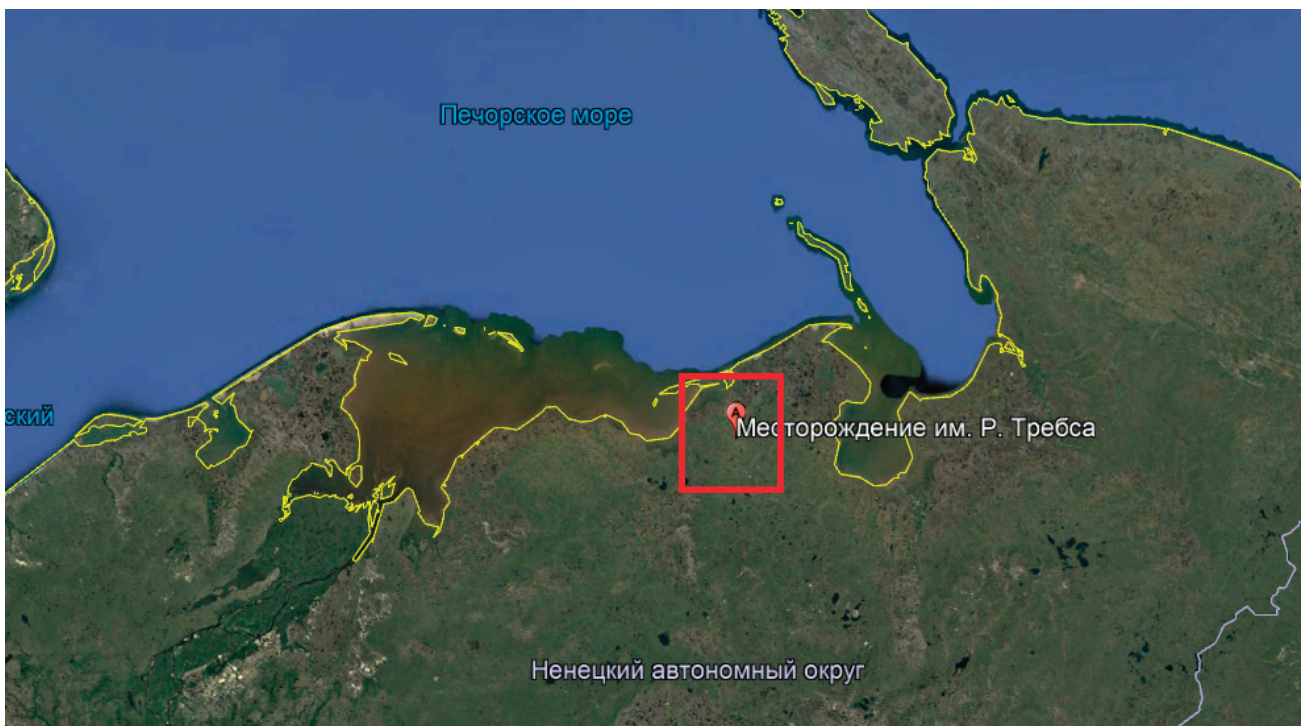 Печорское море
ский
A
Месторождение им. Р. Требса
Ненецкий автономный округ